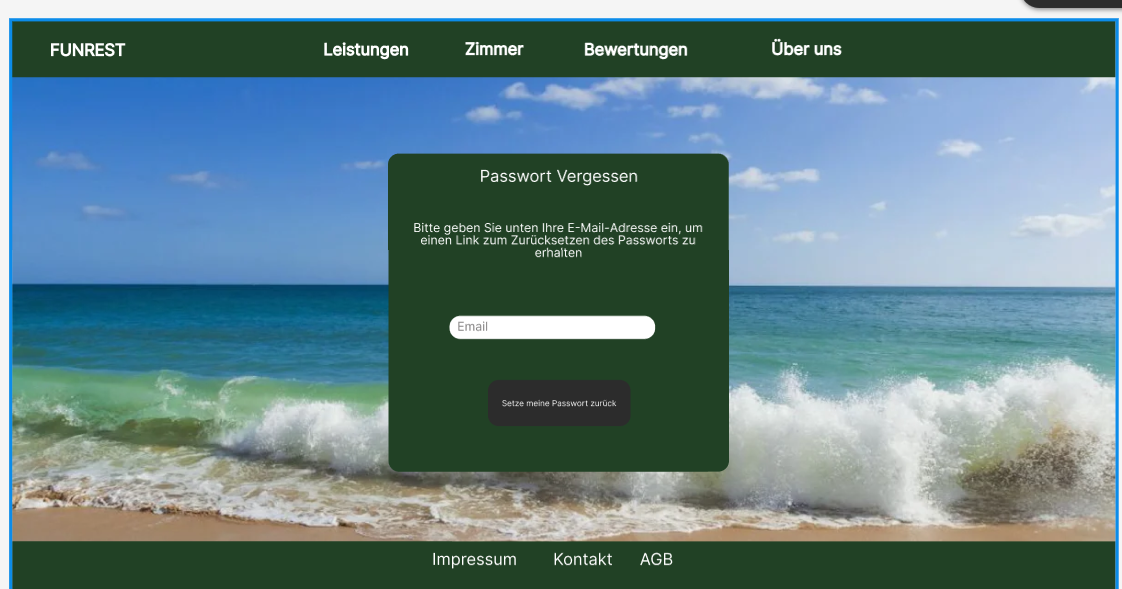 FUNREST Leistungen Zimmer Bewertungen Über uns
Passwort Vergessen
Bitte geben Sie unten Ihre E-Mail-Adresse ein, um
einen Link zum Zurücksetzen des Passworts zu
erhalten
Email
Setze meine Passwort zurück
Impressum Kontakt AGB